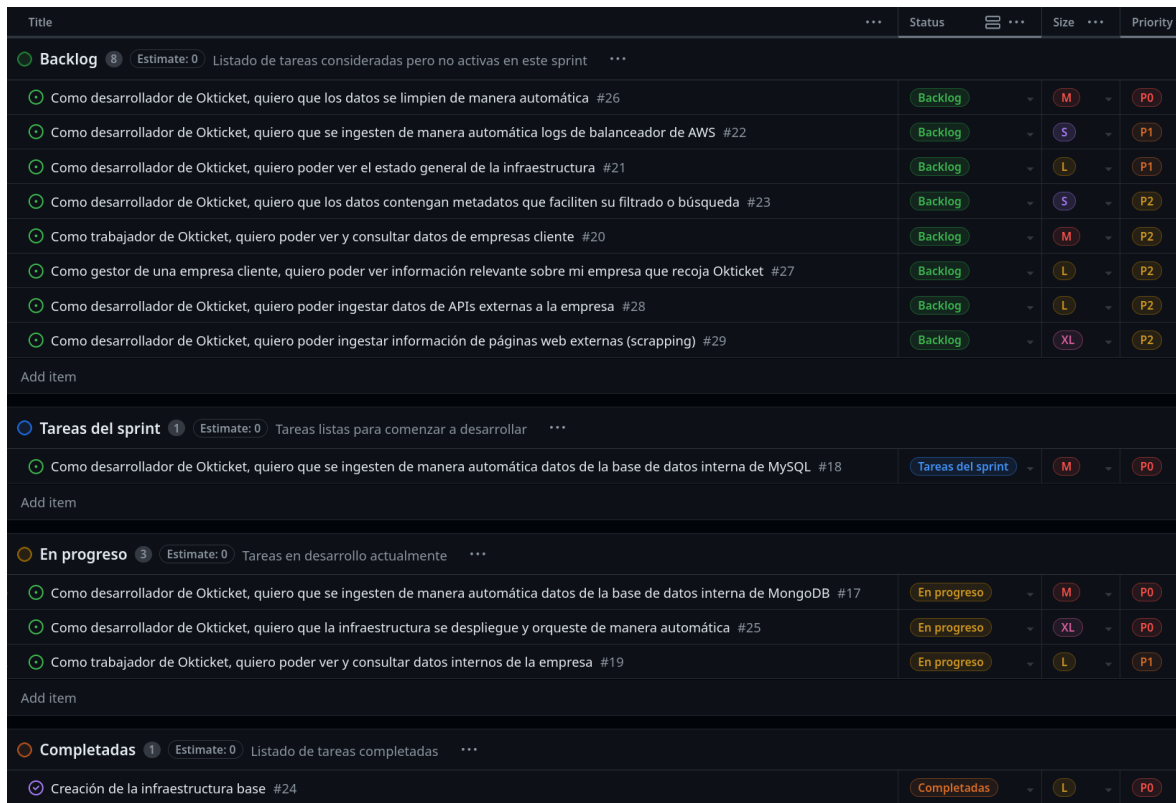 Title ... Status ... Size ... Priority
Backlog 8 Estimate: 0 Listado de tareas consideradas pero no activas en este sprint ...
Como desarrollador de Okticket, quiero que los datos se limpien de manera automática #26 Backlog M P0
Como desarrollador de Okticket, quiero que se ingesten de manera automática logs de balanceador de AWS #22 Backlog S P1
Como desarrollador de Okticket, quiero poder ver el estado general de la infraestructura #21 Backlog L P1
Como desarrollador de Okticket, quiero que los datos contengan metadatos que faciliten su filtrado o búsqueda #23 Backlog S P2
Como trabajador de Okticket, quiero poder ver y consultar datos de empresas cliente #20 Backlog M P2
Como gestor de una empresa cliente, quiero poder ver información relevante sobre mi empresa que recoja Okticket #27 Backlog L P2
Como desarrollador de Okticket, quiero poder ingestar datos de APIs externas a la empresa #28 Backlog L P2
Como desarrollador de Okticket, quiero poder ingestar información de páginas web externas (scrapping) #29 Backlog XL P2
Add item
Tareas del sprint 1 Estimate: 0 Tareas listas para comenzar a desarrollar ...
Como desarrollador de Okticket, quiero que se ingesten de manera automática datos de la base de datos interna de MySQL #18 Tareas del sprint M P0
Add item
En progreso 3 Estimate: 0 Tareas en desarrollo actualmente ...
Como desarrollador de Okticket, quiero que se ingesten de manera automática datos de la base de datos interna de MongoDB #17 En progreso M P0
Como desarrollador de Okticket, quiero que la infraestructura se despliegue y orqueste de manera automática #25 En progreso XL P0
Como trabajador de Okticket, quiero poder ver y consultar datos internos de la empresa #19 En progreso L P1
Add item
Completadas 1 Estimate: 0 Listado de tareas completadas ...
Creación de la infraestructura base #24 Completadas L P0